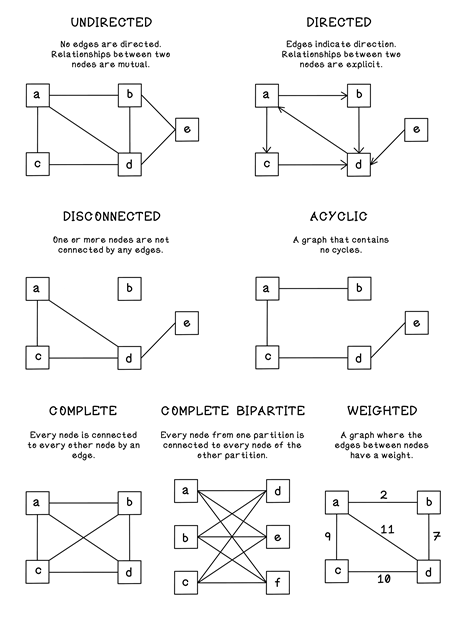 UNDIRECTED
No edges are directed.
Relationships between two
nodes are mutual.
a
b
e
c
d
DIRECTED
Edges indicate direction.
Relationships between two
nodes are explicit.
a
b
e
c
d
DISCONNECTED
One or more nodes are not
connected by any edges.
a
b
e
c
d
ACYCLIC
A graph that contains
no cycles.
a
b
e
c
d
COMPLETE
Every node is connected
to every other node by an
edge.
a
b
c
d
COMPLETE BIPARTITE
Every node from one partition is
connected to every node of the
other partition.
a
d
b
e
c
f
WEIGHTED
A graph where the
edges between nodes
have a weight.
a
2
b
9
11
7
c
10
d